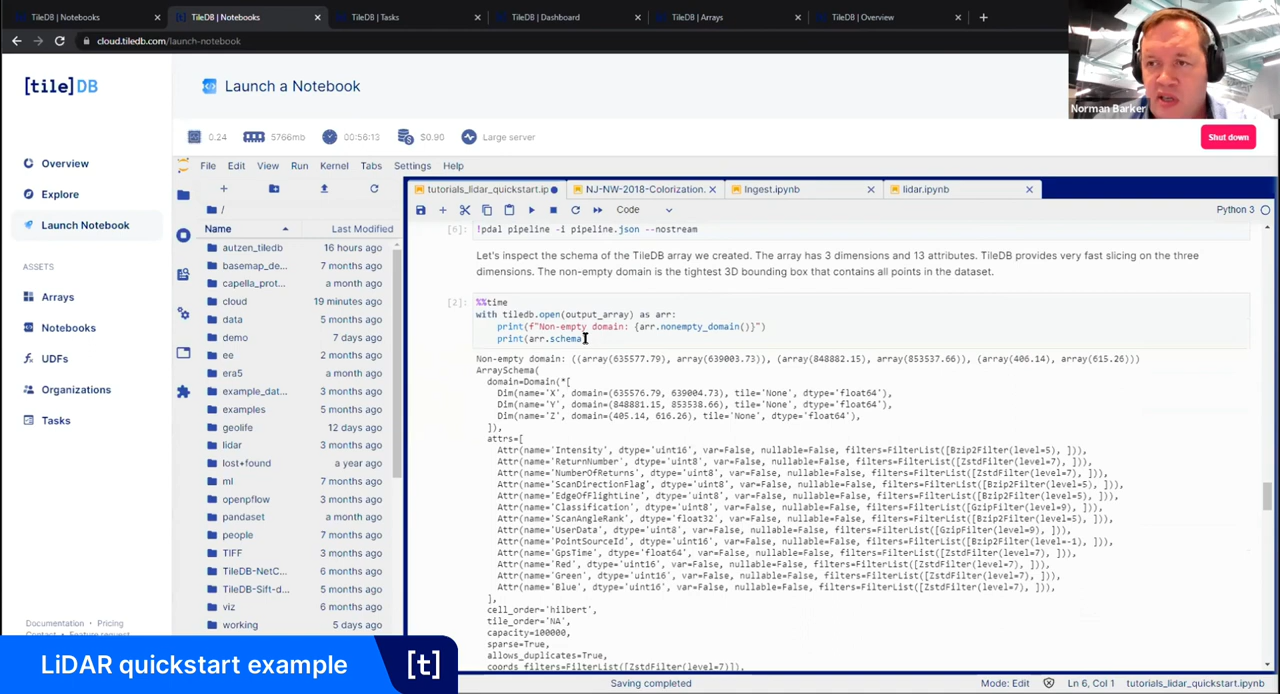 TileDB | Notebooks
TileDB | Notebooks
TileDB | Tasks
TileDB | Dashboard
TileDB | Arrays
TileDB | Overview
cloud.tiledb.com/launch-notebook
[tile]DB
Launch a Notebook
Norman Barker
0.24
5766mb
00:56:13
$0.90
Large server
Shut down
Overview
Explore
Launch Notebook
ASSETS
Arrays
Notebooks
UDFs
Organizations
Tasks
File Edit View Run Kernel Tabs Settings Help
/
Name Last Modified
autzen_tiledb 16 hours ago
basemap_de... 7 months ago
capella_prot... 7 months ago
cloud 19 minutes ago
data 7 months ago
demo 7 months ago
ee 2 months ago
era5 2 months ago
example_dat... 3 months ago
examples 5 months ago
geolife 12 days ago
lidar 3 months ago
lost+found a year ago
ml 7 months ago
openpflow 3 months ago
pandaset a month ago
people 7 months ago
TIFF 3 months ago
TileDB-NetC... 7 months ago
TileDB-Sift-d... 7 months ago
viz 6 months ago
working 5 days ago
tutorials_lidar_quickstart.ip
NJ-NW-2018-Colorization.
Ingest.ipynb
lidar.ipynb
Code
Python 3
[6]: !pdal pipeline -i pipeline.json --nostream
Let's inspect the schema of the TileDB array we created. The array has 3 dimensions and 13 attributes. TileDB provides very fast slicing on the three
dimensions. The non-empty domain is the tightest 3D bounding box that contains all points in the dataset.
[2]: %%time
with tiledb.open(output_array) as arr:
print(f"Non-empty domain: {arr.nonempty_domain()}")
print(arr.schema
Non-empty domain: ((array(635577.79), array(639003.73)), (array(848882.15), array(853537.66)), (array(406.14), array(615.26)))
ArraySchema(
domain=Domain(*[
Dim(name='X', domain=(635576.79, 639004.73), tile='None', dtype='float64'),
Dim(name='Y', domain=(848881.15, 853538.66), tile='None', dtype='float64'),
Dim(name='Z', domain=(405.14, 616.26), tile='None', dtype='float64'),
]),
attrs=[
Attr(name='Intensity', dtype='uint16', var=False, nullable=False, filters=FilterList([Bzip2Filter(level=5), ])),
Attr(name='ReturnNumber', dtype='uint8', var=False, nullable=False, filters=FilterList([ZstdFilter(level=7), ])),
Attr(name='NumberOfReturns', dtype='uint8', var=False, nullable=False, filters=FilterList([ZstdFilter(level=7), ])),
Attr(name='ScanDirectionFlag', dtype='uint8', var=False, nullable=False, filters=FilterList([Bzip2Filter(level=5), ])),
Attr(name='EdgeOfFlightLine', dtype='uint8', var=False, nullable=False, filters=FilterList([Bzip2Filter(level=5), ])),
Attr(name='Classification', dtype='uint8', var=False, nullable=False, filters=FilterList([GzipFilter(level=9), ])),
Attr(name='ScanAngleRank', dtype='float32', var=False, nullable=False, filters=FilterList([Bzip2Filter(level=5), ])),
Attr(name='UserData', dtype='uint8', var=False, nullable=False, filters=FilterList([GzipFilter(level=9), ])),
Attr(name='PointSourceId', dtype='uint16', var=False, nullable=False, filters=FilterList([Bzip2Filter(level=-1), ])),
Attr(name='GpsTime', dtype='float64', var=False, nullable=False, filters=FilterList([ZstdFilter(level=7), ])),
Attr(name='Red', dtype='uint16', var=False, nullable=False, filters=FilterList([ZstdFilter(level=7), ])),
Attr(name='Green', dtype='uint16', var=False, nullable=False, filters=FilterList([ZstdFilter(level=7), ])),
Attr(name='Blue', dtype='uint16', var=False, nullable=False, filters=FilterList([ZstdFilter(level=7), ])),
],
cell_order='hilbert',
tile_order='NA',
capacity=100000,
sparse=True,
allows_duplicates=True,
coords_filters=FilterList([ZstdFilter(level=7)]),
Documentation · Pricing
LiDAR quickstart example
[t]
Saving completed
Mode: Edit
Ln 6, Col 1
tutorials_lidar_quickstart.ipynb